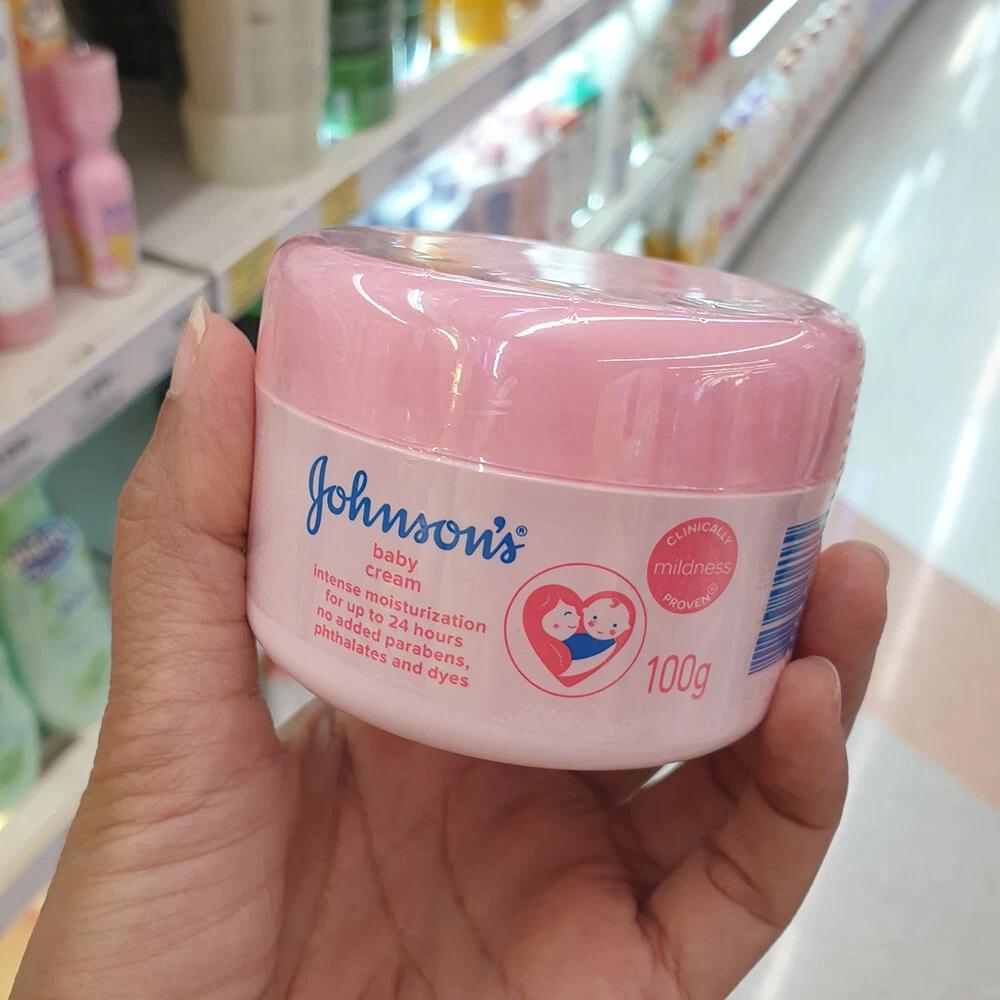 Johnson's®
baby
cream
intense moisturization
for up to 24 hours
no added parabens,
phthalates and dyes
CLINICALLY
mildness
PROVEN
100g